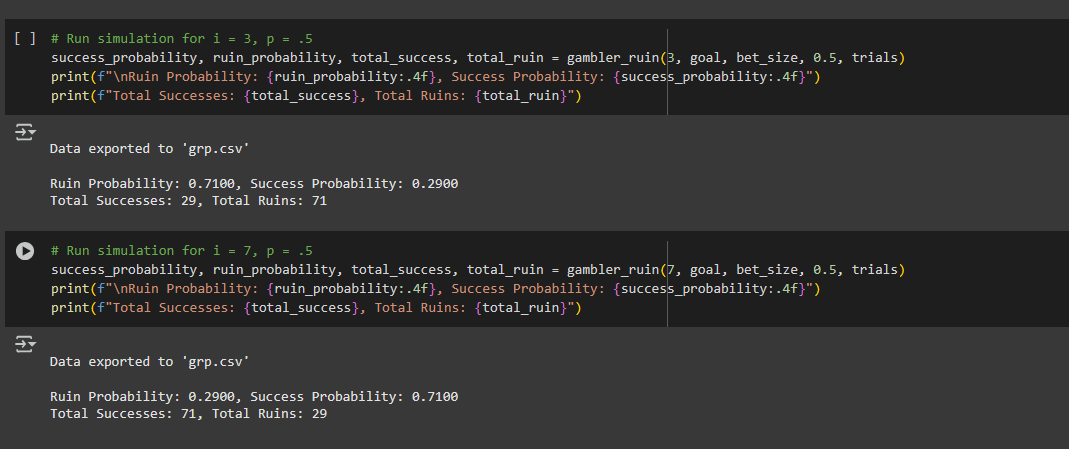 [ ] # Run simulation for i = 3, p = .5
success_probability, ruin_probability, total_success, total_ruin = gambler_ruin(3, goal, bet_size, 0.5, trials)
print(f"\nRuin Probability: {ruin_probability:.4f}, Success Probability: {success_probability:.4f}")
print(f"Total Successes: {total_success}, Total Ruins: {total_ruin}")
Data exported to 'grp.csv'
Ruin Probability: 0.7100, Success Probability: 0.2900
Total Successes: 29, Total Ruins: 71
# Run simulation for i = 7, p = .5
success_probability, ruin_probability, total_success, total_ruin = gambler_ruin(7, goal, bet_size, 0.5, trials)
print(f"\nRuin Probability: {ruin_probability:.4f}, Success Probability: {success_probability:.4f}")
print(f"Total Successes: {total_success}, Total Ruins: {total_ruin}")
Data exported to 'grp.csv'
Ruin Probability: 0.2900, Success Probability: 0.7100
Total Successes: 71, Total Ruins: 29